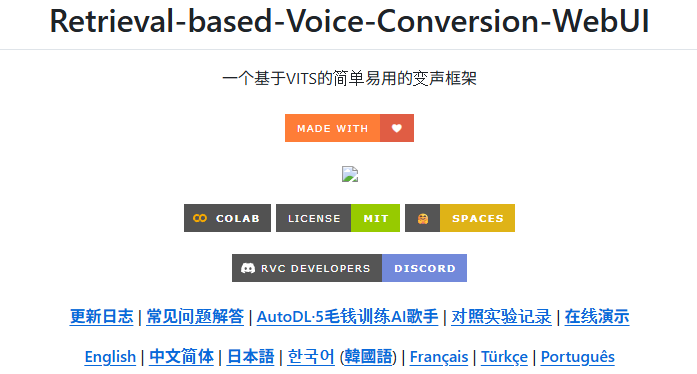 Retrieval-based-Voice-Conversion-WebUI
一个基于VITS的简单易用的变声框架
MADE WITH
COLAB LICENSE MIT SPACES
RVC DEVELOPERS DISCORD
更新日志 | 常见问题解答 | AutoDL·5毛钱训练AI歌手 | 对照实验记录 | 在线演示
English | 中文简体 | 日本語 | 한국어 (韓國語) | Français | Türkçe | Português